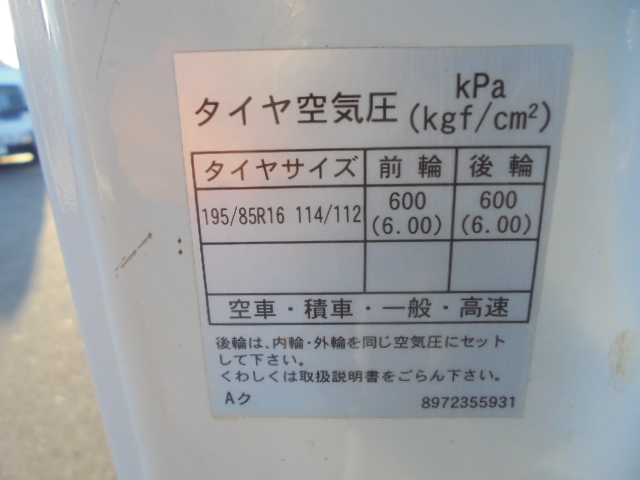 タイヤ空気圧 kPa (kgf/cm²)
タイヤサイズ 前輪 後輪
195/85R16 114/112 600 (6.00) 600 (6.00)
空車・積車・一般・高速
後輪は、内輪・外輪を同じ空気圧にセット
して下さい。
くわしくは取扱説明書をごらん下さい。
Aク 8972355931